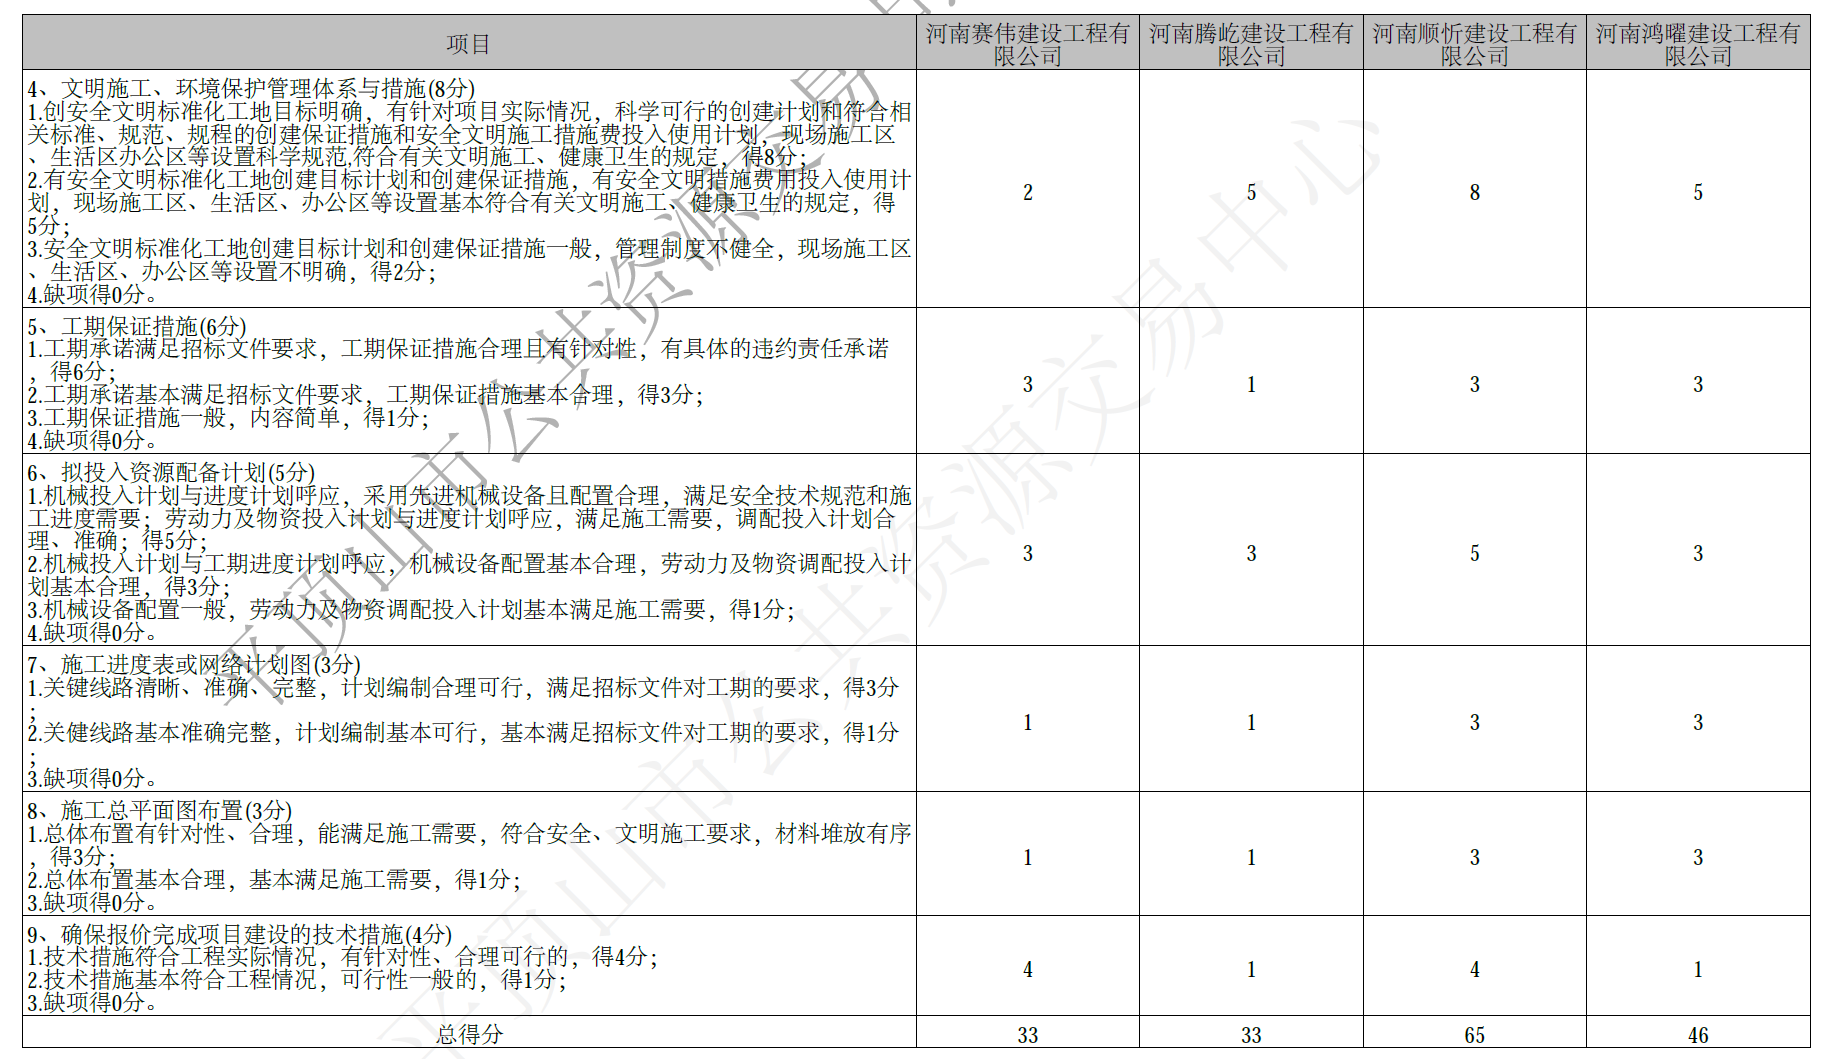 项目
河南赛伟建设工程有
限公司
河南腾屹建设工程有
限公司
河南顺忻建设工程有
限公司
河南鸿曜建设工程有
限公司
4、文明施工、环境保护管理体系与措施(8分)
1.创安全文明标准化工地目标明确，有针对项目实际情况，科学可行的创建计划和符合相
关标准、规范、规程的创建保证措施和安全文明施工措施费投入使用计划，现场施工区
、生活区办公区等设置科学规范,符合有关文明施工、健康卫生的规定，得8分；
2.有安全文明标准化工地创建目标计划和创建保证措施，有安全文明措施费用投入使用计
划，现场施工区、生活区、办公区等设置基本符合有关文明施工、健康卫生的规定，得
5分；
3.安全文明标准化工地创建目标计划和创建保证措施一般，管理制度不健全，现场施工区
、生活区、办公区等设置不明确，得2分；
4.缺项得0分。
2
5
8
5
5、工期保证措施(6分)
1.工期承诺满足招标文件要求，工期保证措施合理且有针对性，有具体的违约责任承诺
，得6分；
2.工期承诺基本满足招标文件要求，工期保证措施基本合理，得3分；
3.工期保证措施一般，内容简单，得1分；
4.缺项得0分。
3
1
3
3
6、拟投入资源配备计划(5分)
1.机械投入计划与进度计划呼应，采用先进机械设备且配置合理，满足安全技术规范和施
工进度需要；劳动力及物资投入计划与进度计划呼应，满足施工需要，调配投入计划合
理、准确；得5分；
2.机械投入计划与工期进度计划呼应，机械设备配置基本合理，劳动力及物资调配投入计
划基本合理，得3分；
3.机械设备配置一般，劳动力及物资调配投入计划基本满足施工需要，得1分；
4.缺项得0分。
3
3
5
3
7、施工进度表或网络计划图(3分)
1.关键线路清晰、准确、完整，计划编制合理可行，满足招标文件对工期的要求，得3分
；
2.关健线路基本准确完整，计划编制基本可行，基本满足招标文件对工期的要求，得1分
；
3.缺项得0分。
1
1
3
3
8、施工总平面图布置(3分)
1.总体布置有针对性、合理，能满足施工需要，符合安全、文明施工要求，材料堆放有序
，得3分；
2.总体布置基本合理，基本满足施工需要，得1分；
3.缺项得0分。
1
1
3
3
9、确保报价完成项目建设的技术措施(4分)
1.技术措施符合工程实际情况，有针对性、合理可行的，得4分；
2.技术措施基本符合工程情况，可行性一般的，得1分；
3.缺项得0分。
4
1
4
1
总得分
33
33
65
46
平顶山市公共资源交易中
平顶山市公共资源交易中心